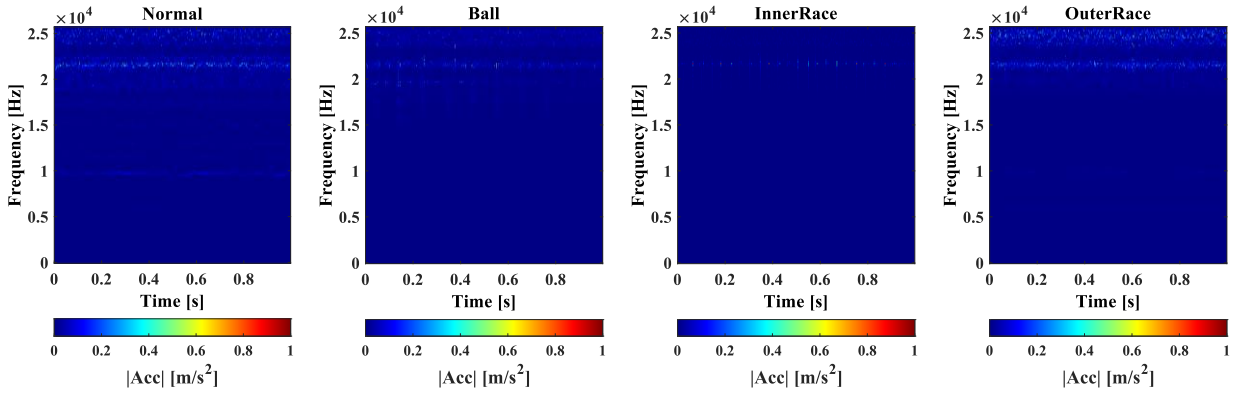 Normal
×10⁴
Frequency [Hz]
2.5
2
1.5
1
0.5
0
0 0.2 0.4 0.6 0.8
Time [s]
0 0.2 0.4 0.6 0.8 1
|Acc| [m/s²]
Ball
×10⁴
Frequency [Hz]
2.5
2
1.5
1
0.5
0
0 0.2 0.4 0.6 0.8
Time [s]
0 0.2 0.4 0.6 0.8 1
|Acc| [m/s²]
InnerRace
×10⁴
Frequency [Hz]
2.5
2
1.5
1
0.5
0
0 0.2 0.4 0.6 0.8
Time [s]
0 0.2 0.4 0.6 0.8 1
|Acc| [m/s²]
OuterRace
×10⁴
Frequency [Hz]
2.5
2
1.5
1
0.5
0
0 0.2 0.4 0.6 0.8
Time [s]
0 0.2 0.4 0.6 0.8 1
|Acc| [m/s²]